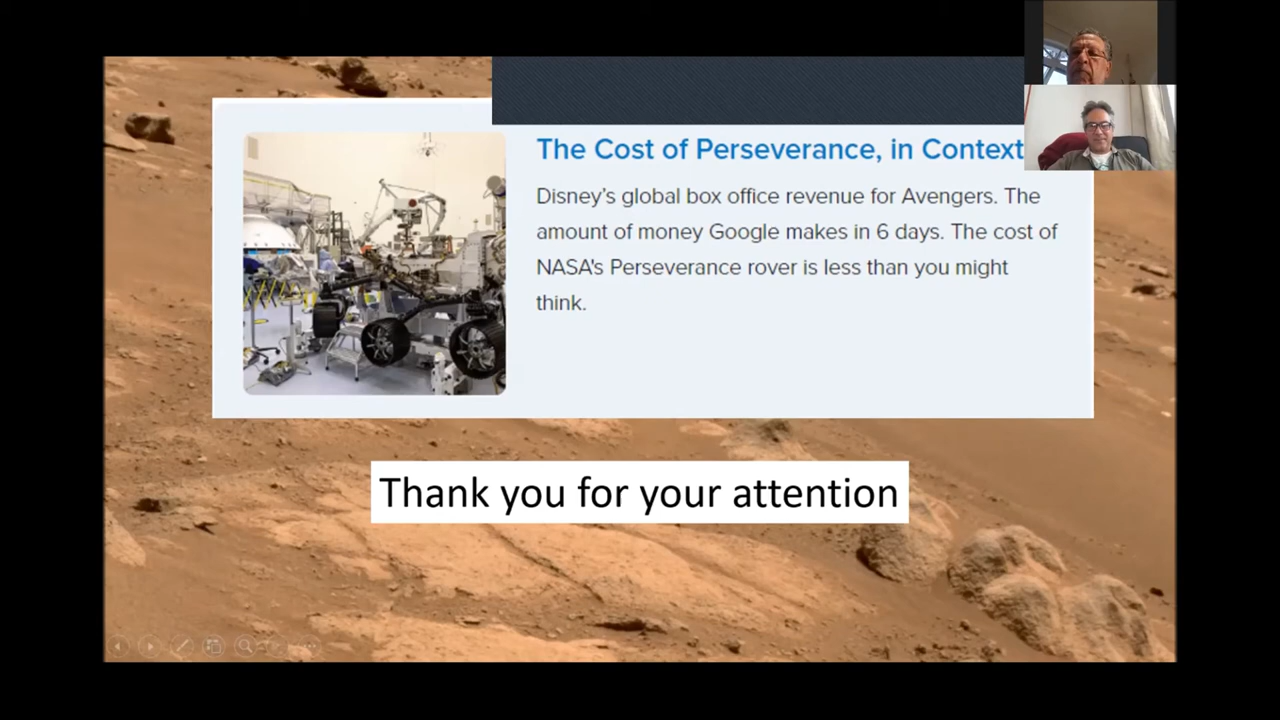 The Cost of Perseverance, in Context
Disney's global box office revenue for Avengers. The
amount of money Google makes in 6 days. The cost of
NASA's Perseverance rover is less than you might
think.
Thank you for your attention